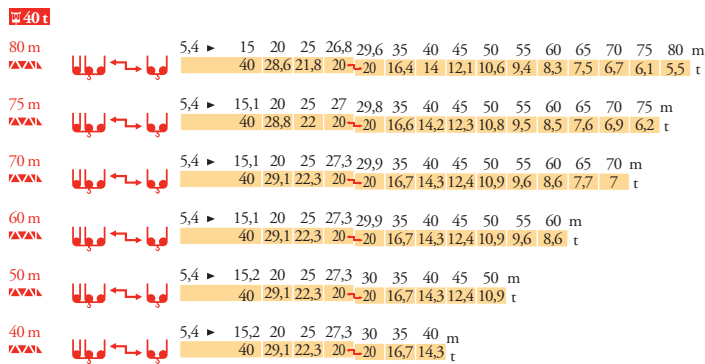 40 t
80 m
5,4 ► 15 20 25 26,8 29,6 35 40 45 50 55 60 65 70 75 80 m
3
40 28,6 21,8 20 20 16,4 14 12,1 10,6 9,4 8,3 7,5 6,7 6,1 5,5 t
75 m
5,4 ► 15,1 20 25 27 29,8 35 40 45 50 55 60 65 70 75 m
3
40 28,8 22 20 20 16,6 14,2 12,3 10,8 9,5 8,5 7,6 6,9 6,2 t
70 m
5,4 ► 15,1 20 25 27,3 29,9 35 40 45 50 55 60 65 70 m
3
40 29,1 22,3 20 20 16,7 14,3 12,4 10,9 9,6 8,6 7,7 7 t
60 m
5,4 ► 15,1 20 25 27,3 29,9 35 40 45 50 55 60 m
3
40 29,1 22,3 20 20 16,7 14,3 12,4 10,9 9,6 8,6 t
50 m
5,4 ► 15,2 20 25 27,3 30 35 40 45 50 m
3
40 29,1 22,3 20 20 16,7 14,3 12,4 10,9 t
40 m
5,4 ► 15,2 20 25 27,3 30 35 40 m
3
40 29,1 22,3 20 20 16,7 14,3 t